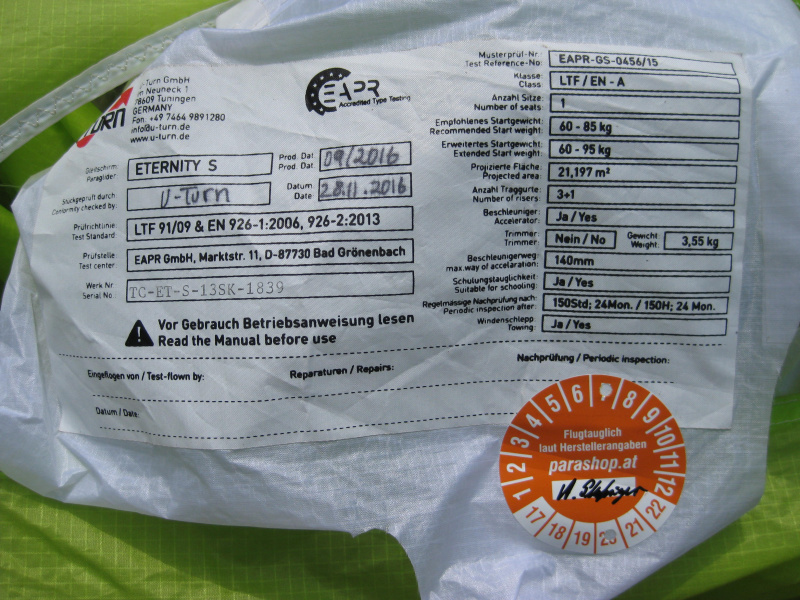 U-Turn GmbH
Im Neuneck 1
78609 Tuningen
GERMANY
Fon. +49 7464 9891280
info@u-turn.de
www.u-turn.de
U-TURN
EAPR
Accredited Type Testing
Gleitschirm:
Paraglider:
ETERNITY S
Prod. Dat
Prod. Dat:
09/2016
Stückgeprüft durch
Conformity checked by:
U-Turn
Datum
Date
28.11.2016
Prüfrichtlinie:
Test Standard:
LTF 91/09 & EN 926-1:2006, 926-2:2013
Prüfstelle:
Test center:
EAPR GmbH, Marktstr. 11, D-87730 Bad Grönenbach
Werk Nr
Serial No.
TC-ET-S-13SK-1839
Vor Gebrauch Betriebsanweisung lesen
Read the Manual before use
Musterprüf-Nr:
Test Reference-No:
EAPR-GS-0456/15
Klasse:
Class
LTF / EN - A
Anzahl Sitze:
Number of seats:
1
Empfohlenes Startgewicht:
Recommended Start weight:
60 - 85 kg
Erweitertes Startgewicht:
Extended Start weight:
60 - 95 kg
Projizierte Fläche:
Projected area:
21,197 m²
Anzahl Traggurte:
Number of risers:
3+1
Beschleuniger:
Accelerator:
Ja / Yes
Trimmer:
Trimmer:
Nein / No
Gewicht
Weight:
3,55 kg
Beschleunigerweg:
max.way of accelaration:
140mm
Schulungstauglichkeit:
Suitable for schooling:
Ja / Yes
Regelmässige Nachprüfung nach:
Periodic inspection after:
150Std; 24Mon. / 150H; 24 Mon.
Windenschlepp
Towing:
Ja / Yes
Eingeflogen von / Test-flown by:
Reparaturen / Repairs:
Nachprüfung / Periodic inspection:
Datum / Date:
1 2 3 4 5 6 8 9 10 11 12
Flugtauglich
laut Herstellerangaben
parashop.at
17 18 19 20 21 22